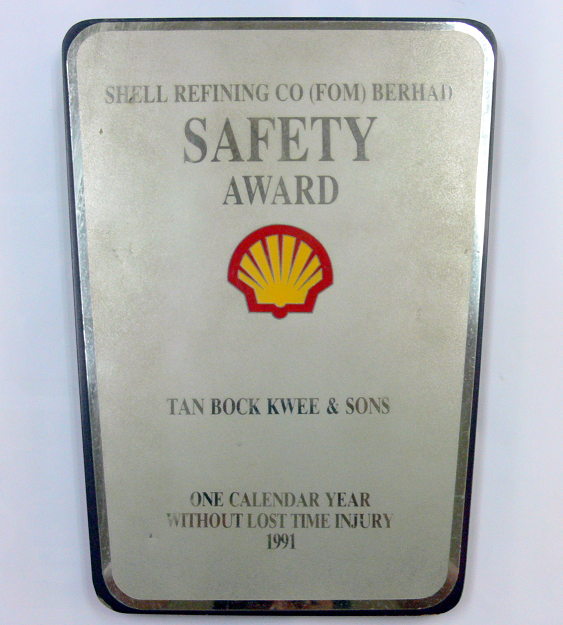 SHELL REFINING CO (FOM) BERHAD
SAFETY
AWARD
TAN BOCK KWEE & SONS
ONE CALENDAR YEAR
WITHOUT LOST TIME INJURY
1991